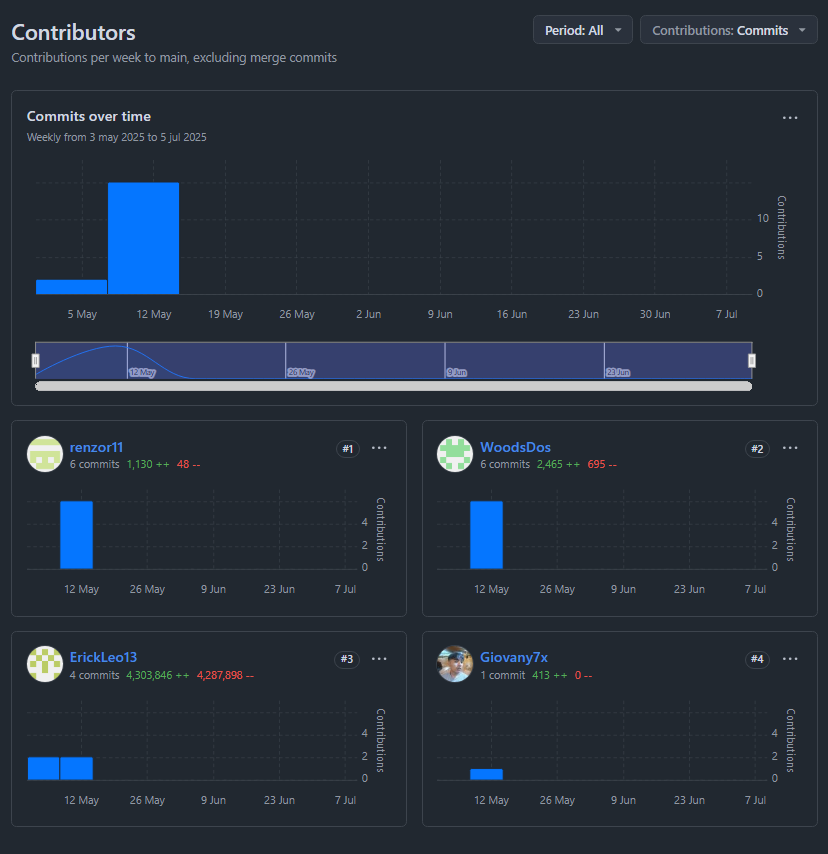 Contributors
Period: All
Contributions: Commits
Contributions per week to main, excluding merge commits
Commits over time
Weekly from 3 may 2025 to 5 jul 2025
10
5
0
Contributions
5 May 12 May 19 May 26 May 2 Jun 9 Jun 16 Jun 23 Jun 30 Jun 7 Jul
12 May 26 May 9 Jun 23 Jun
renzor11
#1
6 commits 1,130 ++ 48 --
4
2
0
Contributions
12 May 26 May 9 Jun 23 Jun 7 Jul
WoodsDos
#2
6 commits 2,465 ++ 695 --
4
2
0
Contributions
12 May 26 May 9 Jun 23 Jun 7 Jul
ErickLeo13
#3
4 commits 4,303,846 ++ 4,287,898 --
4
2
0
Contributions
12 May 26 May 9 Jun 23 Jun 7 Jul
Giovany7x
#4
1 commit 413 ++ 0 --
4
2
0
Contributions
12 May 26 May 9 Jun 23 Jun 7 Jul